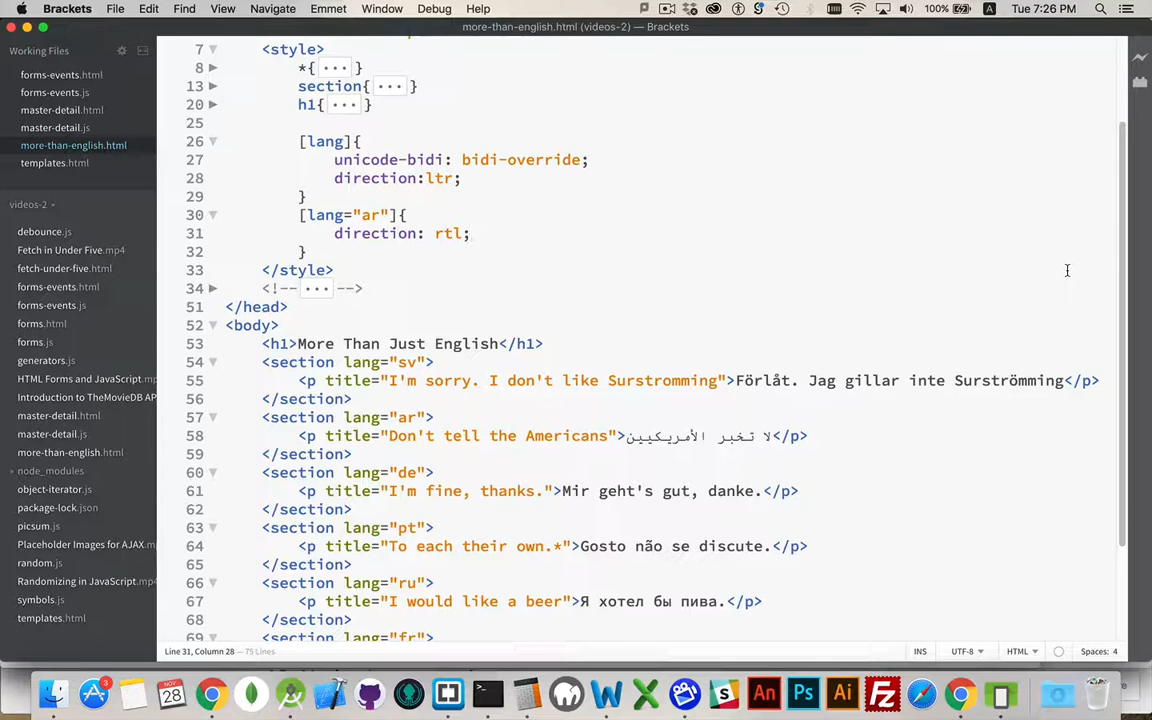 Brackets File Edit Find View Navigate Emmet Window Debug Help 100% A Tue 7:26 PM
more-than-english.html (videos-2) — Brackets
Working Files
forms-events.html
forms-events.js
master-detail.html
master-detail.js
more-than-english.html
templates.html
videos-2
debounce.js
Fetch in Under Five.mp4
fetch-under-five.html
forms-events.html
forms-events.js
forms.html
forms.js
generators.js
HTML Forms and JavaScript.mp
Introduction to TheMovieDB AP
master-detail.html
master-detail.js
more-than-english.html
node_modules
object-iterator.js
package-lock.json
picsum.js
Placeholder Images for AJAX.m
random.js
Randomizing in JavaScript.mp4
symbols.js
templates.html
7 <style>
8 *{ ... }
13 section{ ... }
20 h1{ ... }
25
26 [lang]{
27 unicode-bidi: bidi-override;
28 direction:ltr;
29 }
30 [lang="ar"]{
31 direction: rtl;
32 }
33 </style>
34 <!-- ... -->
51 </head>
52 <body>
53 <h1>More Than Just English</h1>
54 <section lang="sv">
55 <p title="I'm sorry. I don't like Surstromming">Förlåt. Jag gillar inte Surströmming</p>
56 </section>
57 <section lang="ar">
58 <p title="Don't tell the Americans">لا تخبر الأمريكيين</p>
59 </section>
60 <section lang="de">
61 <p title="I'm fine, thanks.">Mir geht's gut, danke.</p>
62 </section>
63 <section lang="pt">
64 <p title="To each their own.*">Gosto não se discute.</p>
65 </section>
66 <section lang="ru">
67 <p title="I would like a beer">Я хотел бы пива.</p>
68 </section>
69 <section lang="fr">
Line 31, Column 28 — 75 Lines INS UTF-8 HTML Spaces: 4
3 NOV 28 W X S An Ps Ai Fz